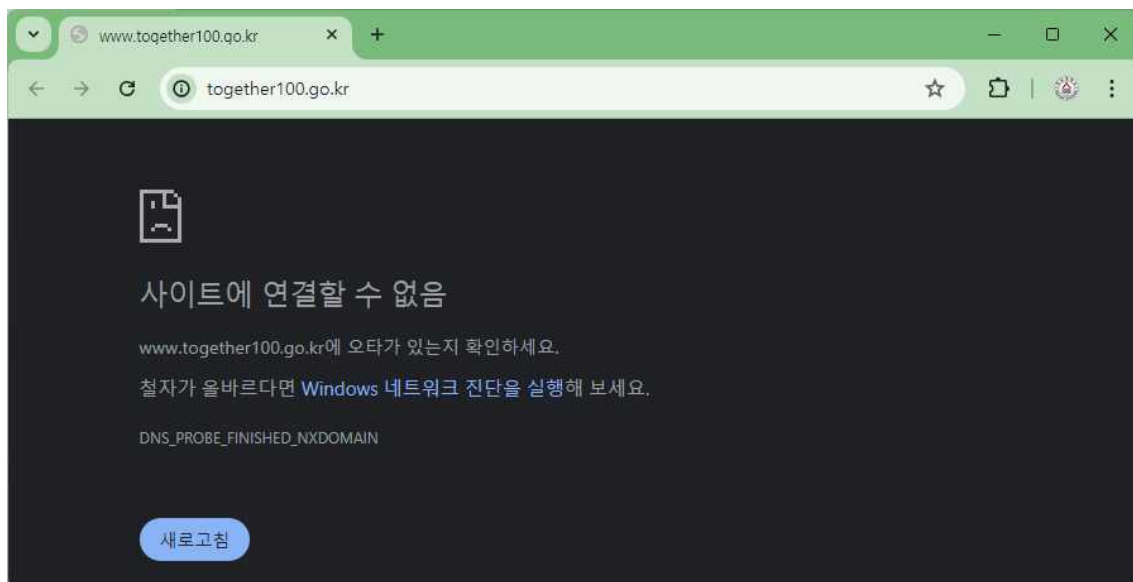 www.together100.go.kr
together100.go.kr
사이트에 연결할 수 없음
www.together100.go.kr에 오타가 있는지 확인하세요.
철자가 올바르다면 Windows 네트워크 진단을 실행해 보세요.
DNS_PROBE_FINISHED_NXDOMAIN
새로고침